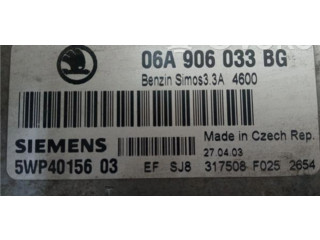 06A 906 033 BG
Benzin Simos3.3A 4600
SIEMENS
Made in Czech Rep.
27.04.03
5WP40156 03
EF SJ8 317508 F025 2654